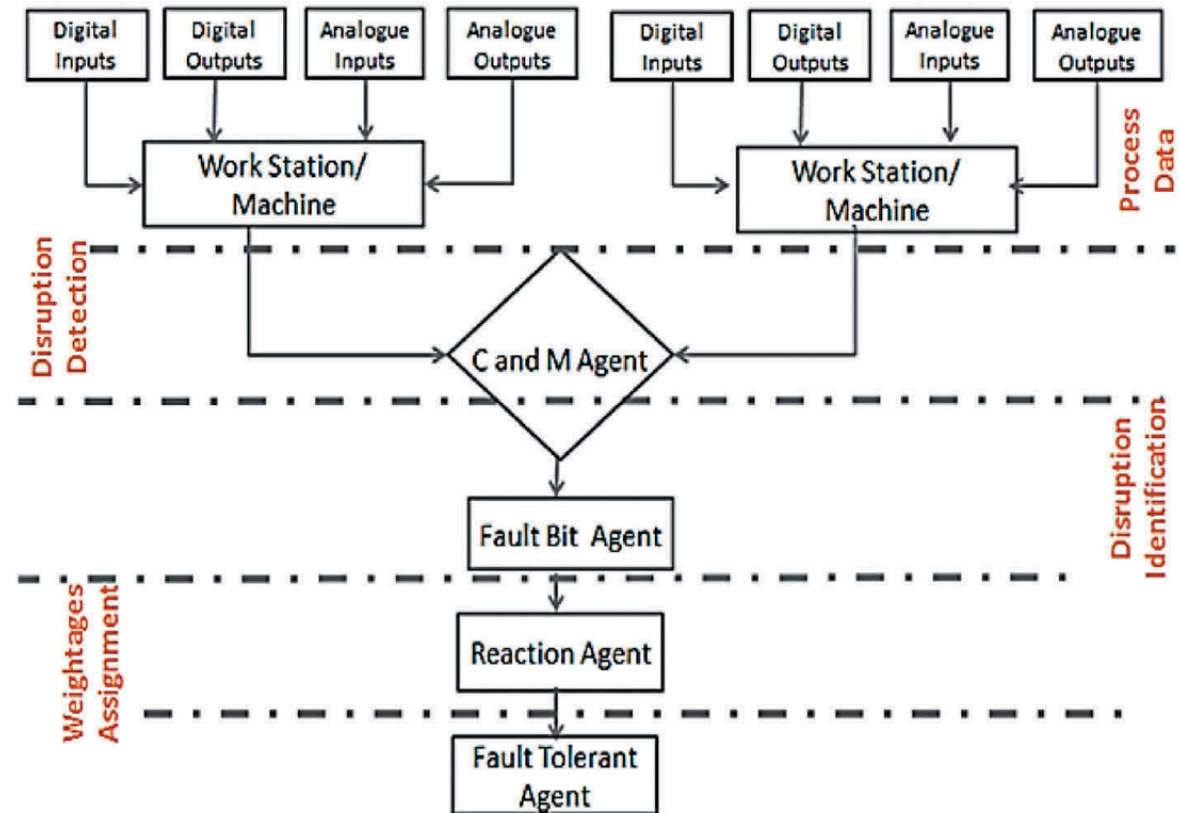 Digital
Inputs
Digital
Outputs
Analogue
Inputs
Analogue
Outputs
Digital
Inputs
Digital
Outputs
Analogue
Inputs
Analogue
Outputs
Work Station/
Machine
Work Station/
Machine
Process
Data
Disruption
Detection
C and M Agent
Disruption
Identification
Fault Bit Agent
Weightages
Assignment
Reaction Agent
Fault Tolerant
Agent